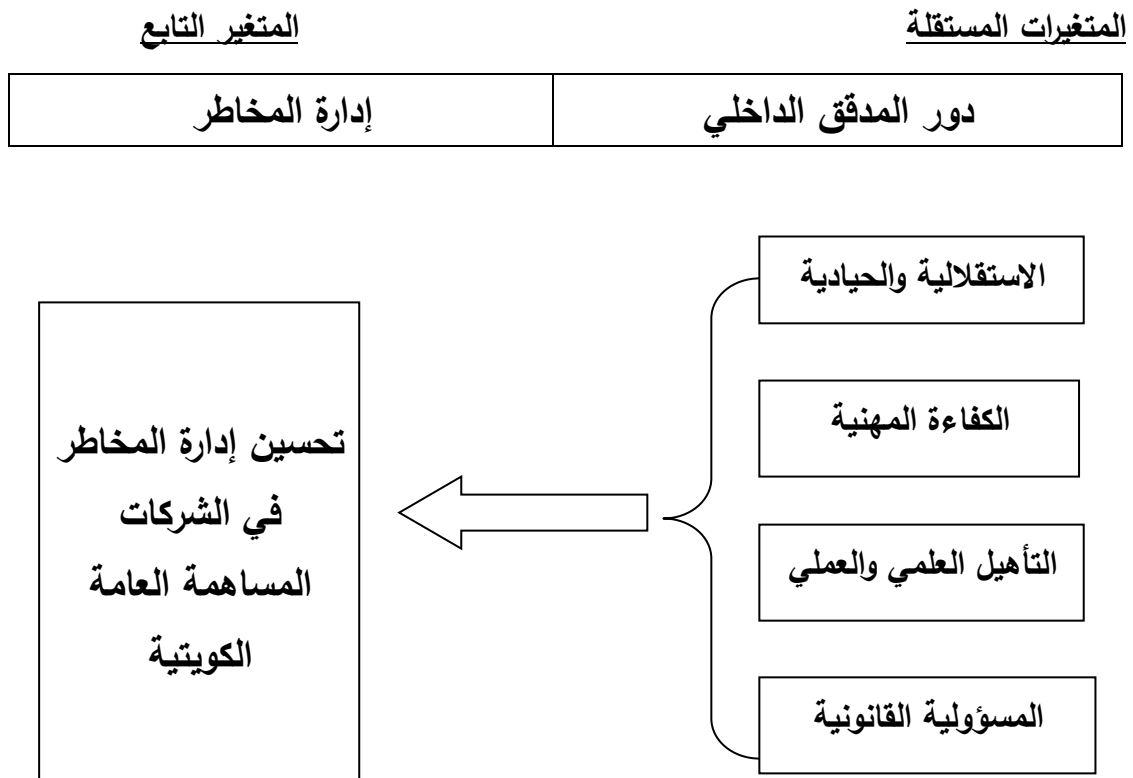 المتغيرات المستقلة
المتغير التابع
دور المدقق الداخلي
إدارة المخاطر
الاستقلالية والحيادية
الكفاءة المهنية
التأهيل العلمي والعملي
المسؤولية القانونية
تحسين إدارة المخاطر
في الشركات
المساهمة العامة
الكويتية